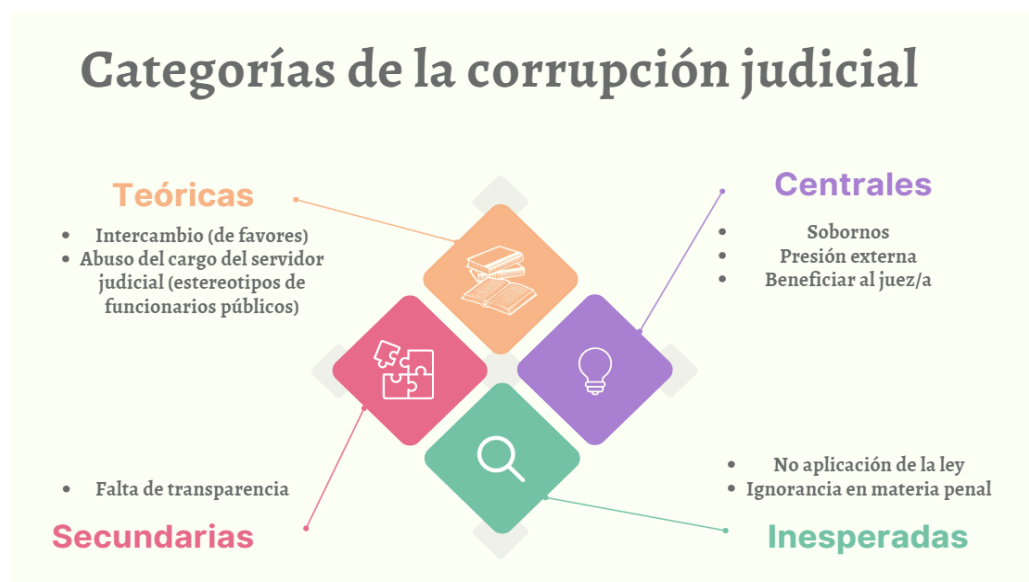 Categorías de la corrupción judicial
Teóricas
• Intercambio (de favores)
• Abuso del cargo del servidor
judicial (estereotipos de
funcionarios públicos)
Centrales
• Sobornos
• Presión externa
• Beneficiar al juez/a
• Falta de transparencia
Secundarias
• No aplicación de la ley
• Ignorancia en materia penal
Inesperadas